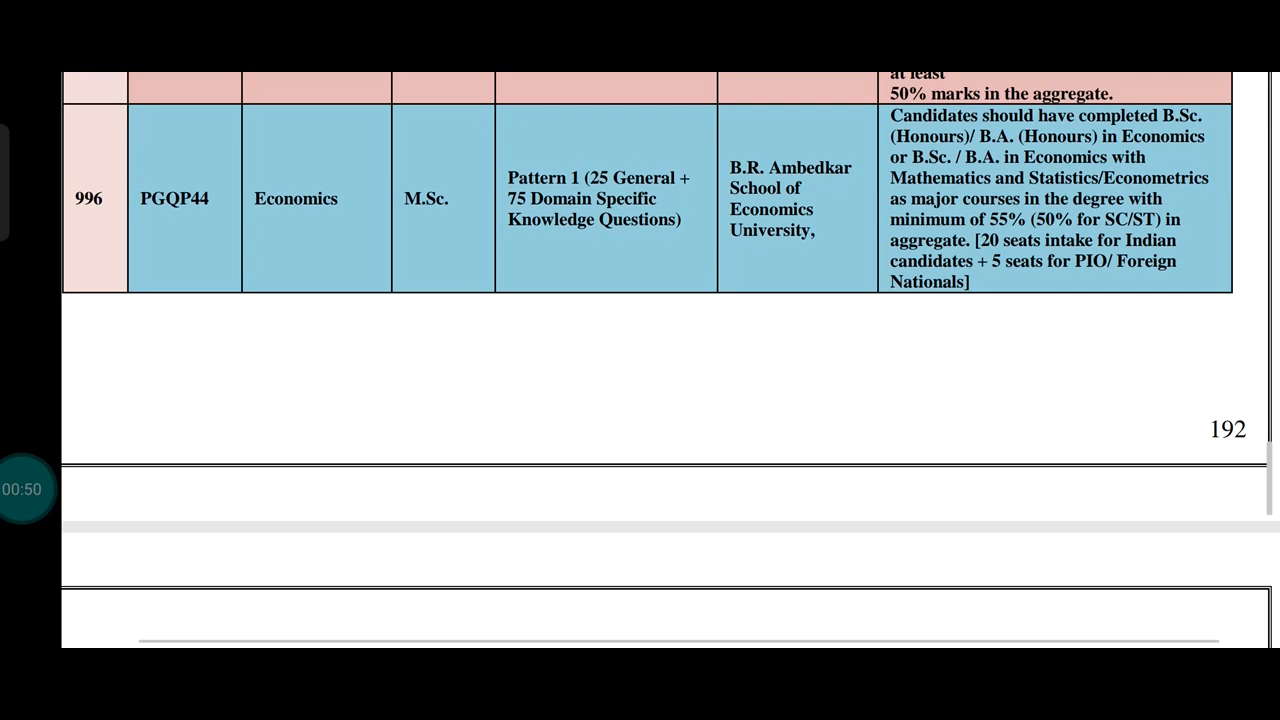 at least
50% marks in the aggregate.
996
PGQP44
Economics
M.Sc.
Pattern 1 (25 General +
75 Domain Specific
Knowledge Questions)
B.R. Ambedkar
School of
Economics
University,
Candidates should have completed B.Sc.
(Honours)/ B.A. (Honours) in Economics
or B.Sc. / B.A. in Economics with
Mathematics and Statistics/Econometrics
as major courses in the degree with
minimum of 55% (50% for SC/ST) in
aggregate. [20 seats intake for Indian
candidates + 5 seats for PIO/ Foreign
Nationals]
192
00:50